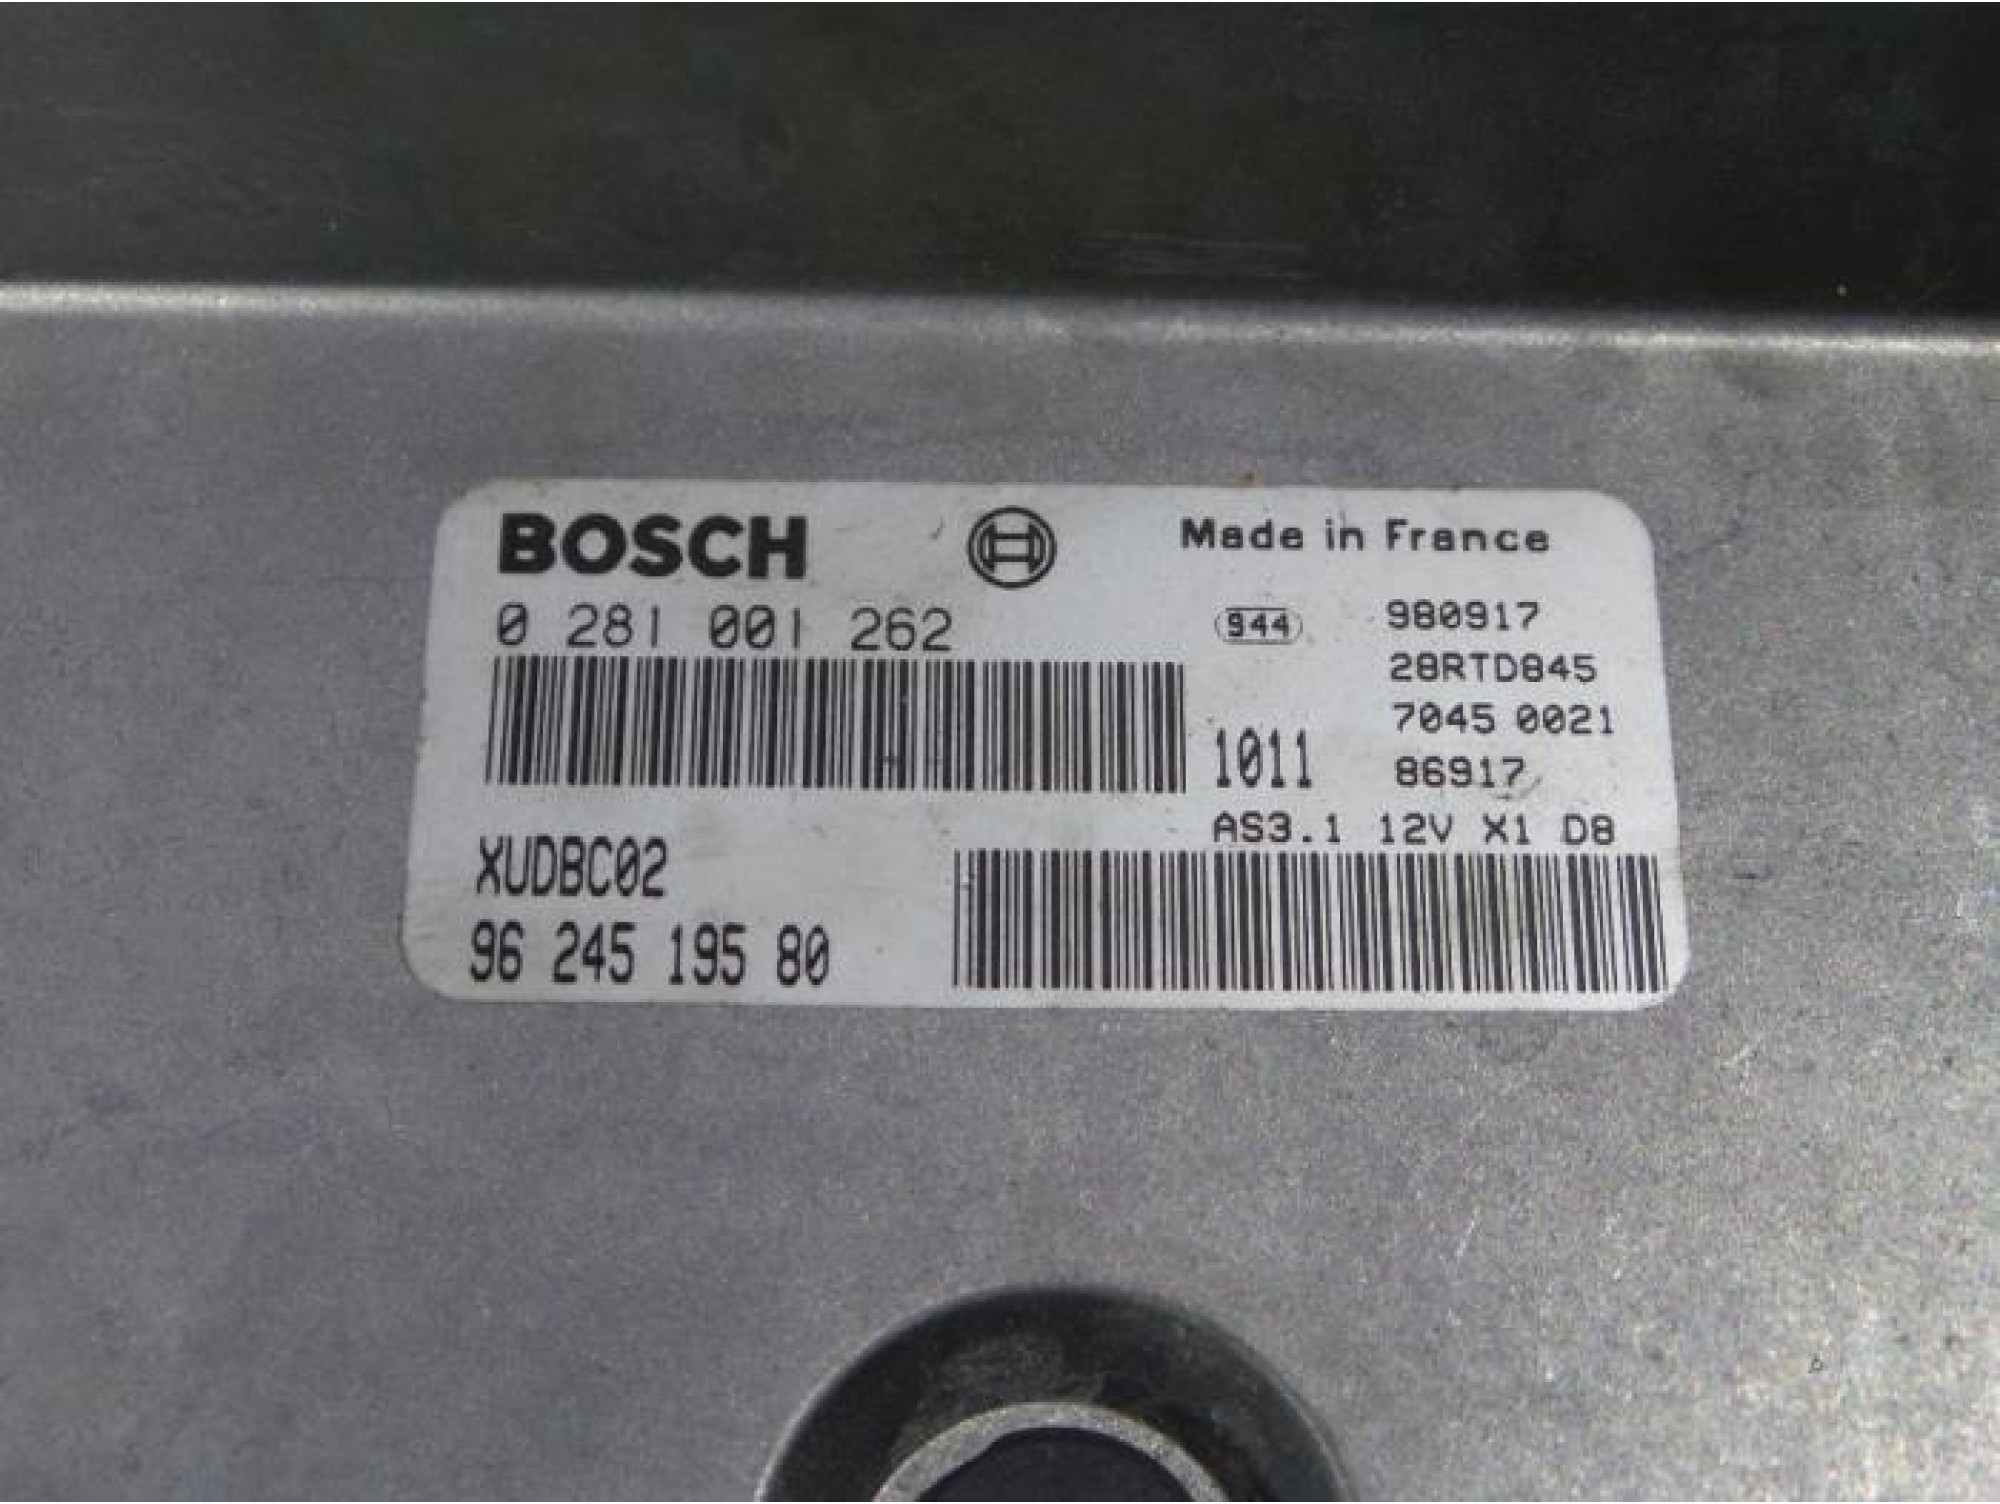 BOSCH
Made in France
0 281 001 262
944
980917
28RTD845
7045 0021
1011
86917
AS3.1 12V X1 D8
XUDBC02
96 245 195 80